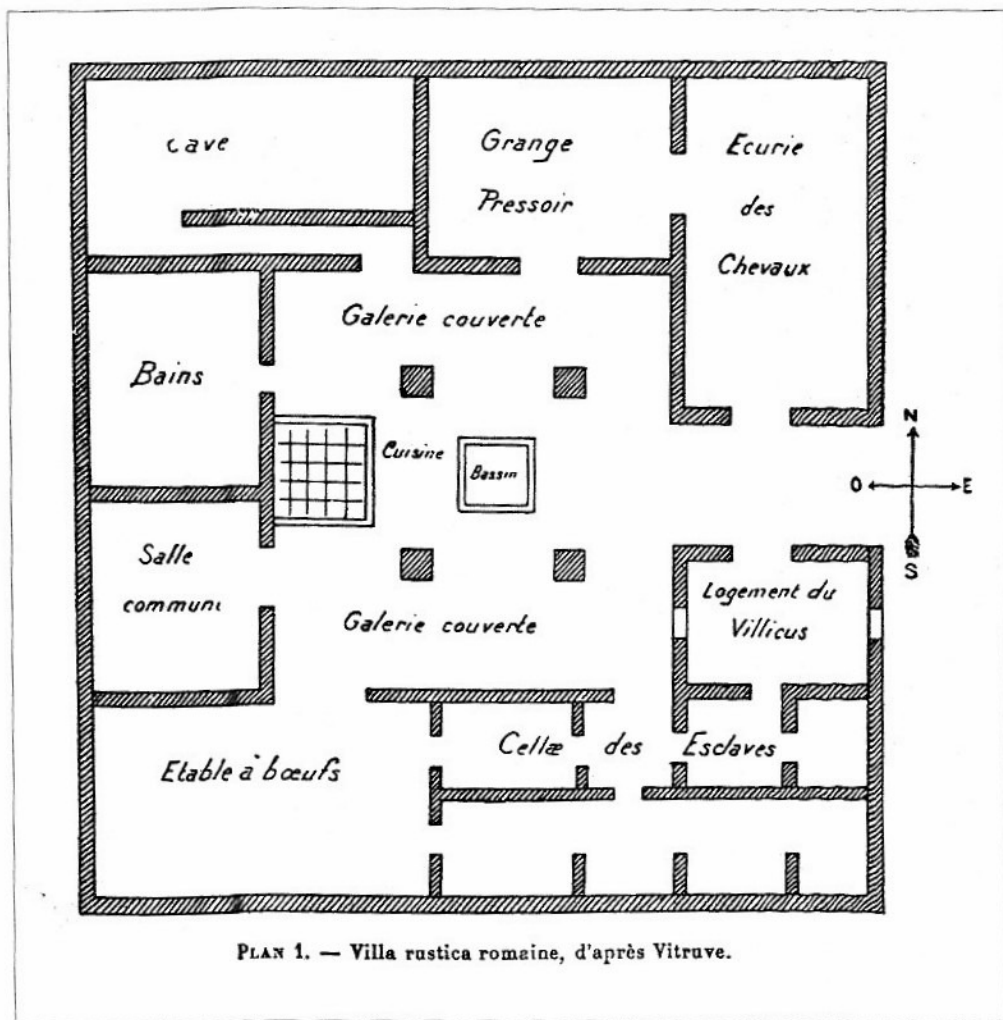 cave
Grange
Pressoir
Ecurie
des
Chevaux
Galerie couverte
Bains
Cuisine
Bassin
N
O E
S
Salle
commune
Galerie couverte
Logement du
Villicus
Cellæ des Esclaves
Etable à bœufs
PLAN 1. — Villa rustica romaine, d'après Vitruve.